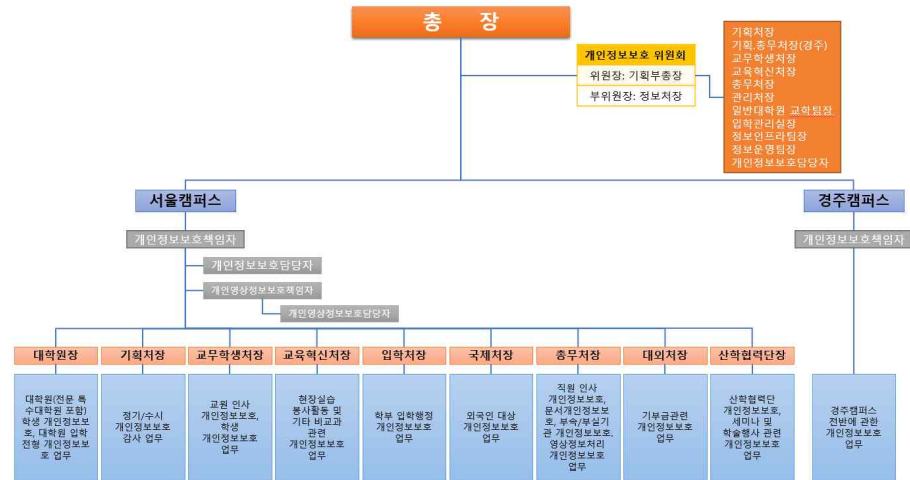 총 장
개인정보보호 위원회
위원장: 기획부총장
부위원장: 정보처장
기획처장
기획.총무처장(경주)
교무학생처장
교육혁신처장
총무처장
관리처장
일반대학원 교학팀장
입학관리실장
정보인프라팀장
정보운영팀장
개인정보보호담당자
서울캠퍼스
경주캠퍼스
개인정보보호책임자
개인정보보호책임자
개인정보보호담당자
개인영상정보보호책임자
개인영상정보보호담당자
대학원장
기획처장
교무학생처장
교육혁신처장
입학처장
국제처장
총무처장
대외처장
산학협력단장
대학원(전문 특
수대학원 포함)
학생 개인정보보
호, 대학원 입학
전형 개인정보보
호 업무
정기/수시
개인정보보호
감사 업무
교원 인사
개인정보보호,
학생
개인정보보호
업무
현장실습
봉사활동 및
기타 비교과
관련
개인정보보호
업무
학부 입학행정
개인정보보호
업무
외국인 대상
개인정보보호
업무
직원 인사
개인정보보호,
문서개인정보보
호, 부속/부설기
관 개인정보보호.
영상정보처리
개인정보보호
업무
기부금관련
개인정보보호
업무
산학협력단
개인정보보호,
세미나 및
학술행사 관련
개인정보보호
업무
경주캠퍼스
전반에 관한
개인정보보호
업무